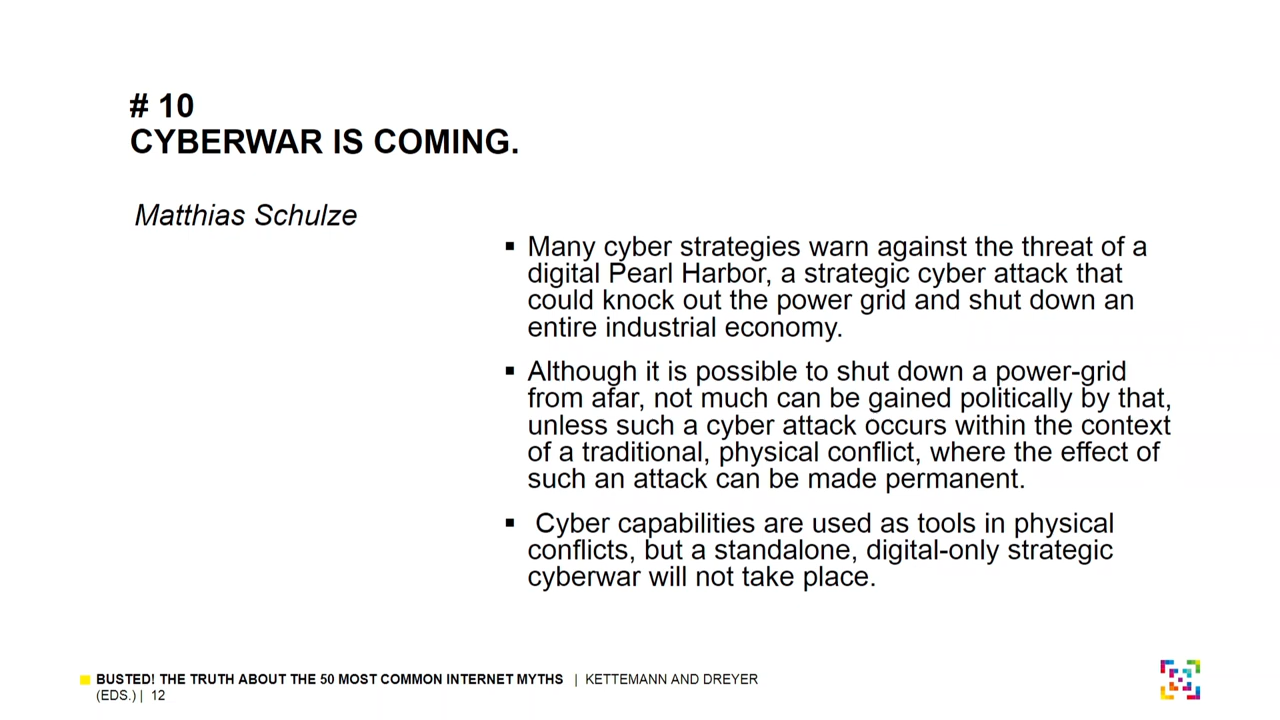 # 10
CYBERWAR IS COMING.
Matthias Schulze
▪ Many cyber strategies warn against the threat of a
digital Pearl Harbor, a strategic cyber attack that
could knock out the power grid and shut down an
entire industrial economy.
▪ Although it is possible to shut down a power-grid
from afar, not much can be gained politically by that,
unless such a cyber attack occurs within the context
of a traditional, physical conflict, where the effect of
such an attack can be made permanent.
▪ Cyber capabilities are used as tools in physical
conflicts, but a standalone, digital-only strategic
cyberwar will not take place.
BUSTED! THE TRUTH ABOUT THE 50 MOST COMMON INTERNET MYTHS | KETTEMANN AND DREYER
(EDS.) | 12